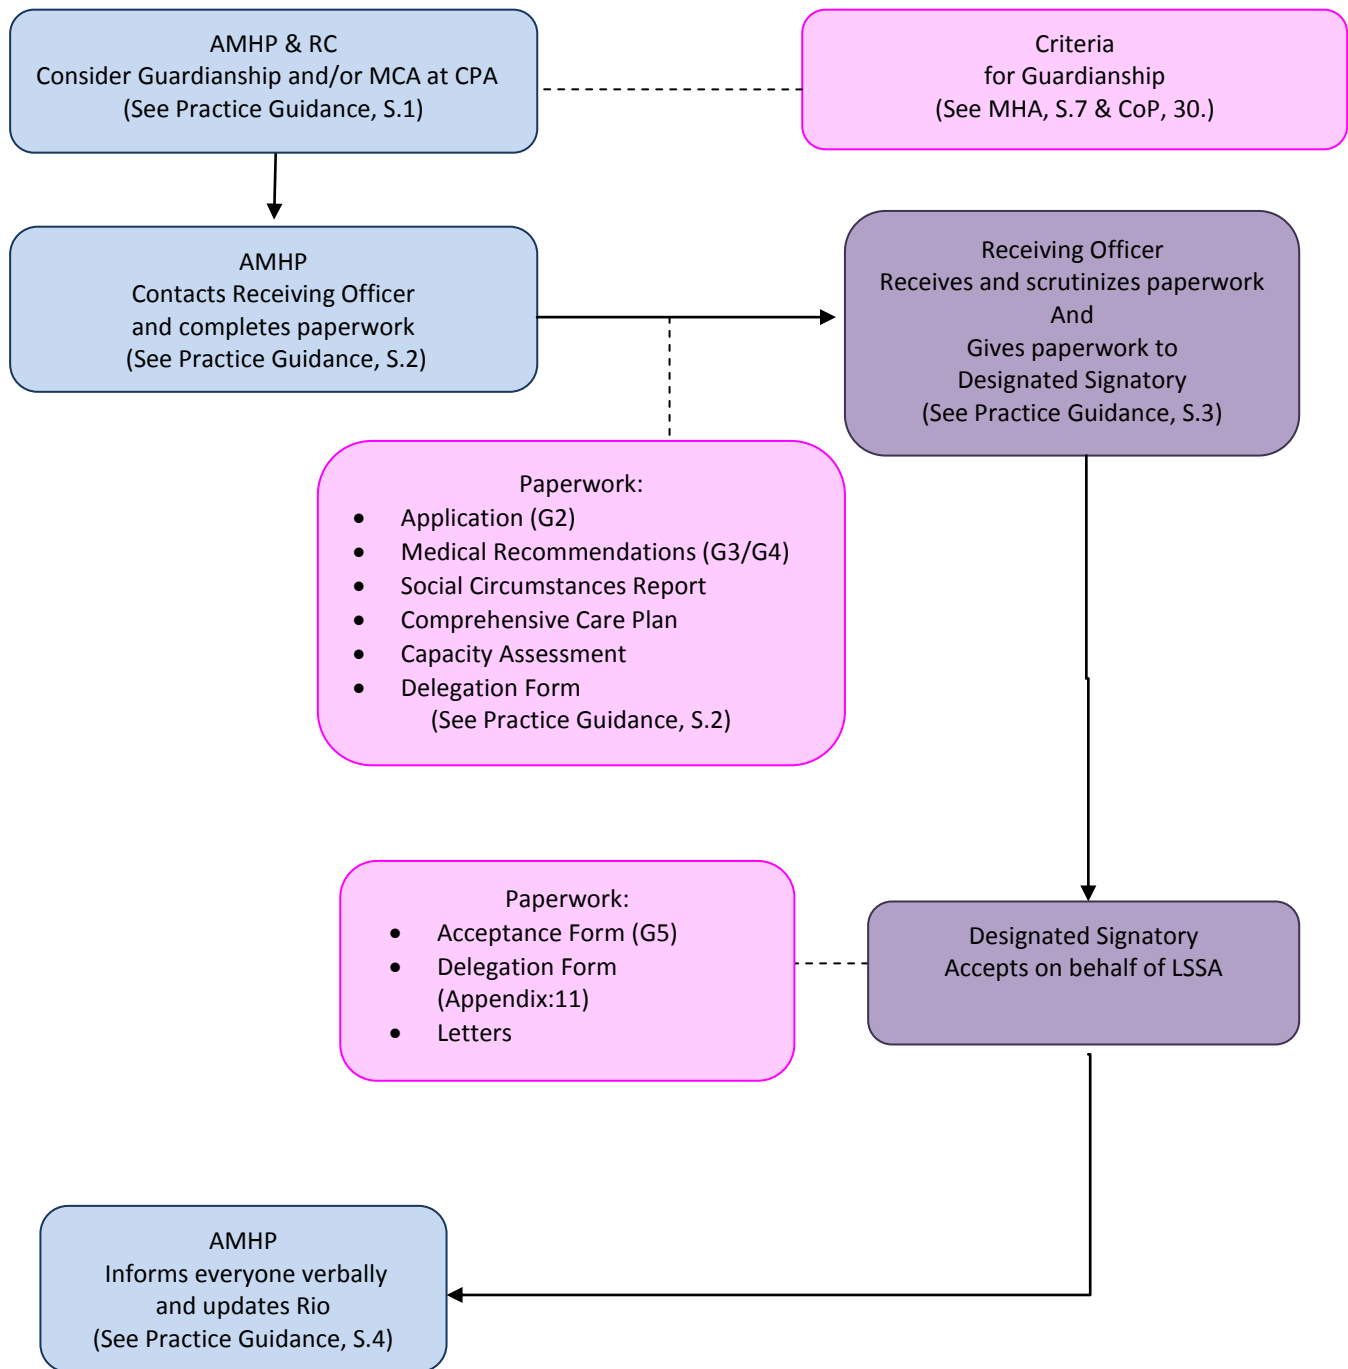 AMHP & RC
Consider Guardianship and/or MCA at CPA
(See Practice Guidance, S.1)
Criteria
for Guardianship
(See MHA, S.7 & CoP, 30.)
AMHP
Contacts Receiving Officer
and completes paperwork
(See Practice Guidance, S.2)
Receiving Officer
Receives and scrutinizes paperwork
And
Gives paperwork to
Designated Signatory
(See Practice Guidance, S.3)
Paperwork:
• Application (G2)
• Medical Recommendations (G3/G4)
• Social Circumstances Report
• Comprehensive Care Plan
• Capacity Assessment
• Delegation Form
(See Practice Guidance, S.2)
Paperwork:
• Acceptance Form (G5)
• Delegation Form
(Appendix:11)
• Letters
Designated Signatory
Accepts on behalf of LSSA
AMHP
Informs everyone verbally
and updates Rio
(See Practice Guidance, S.4)